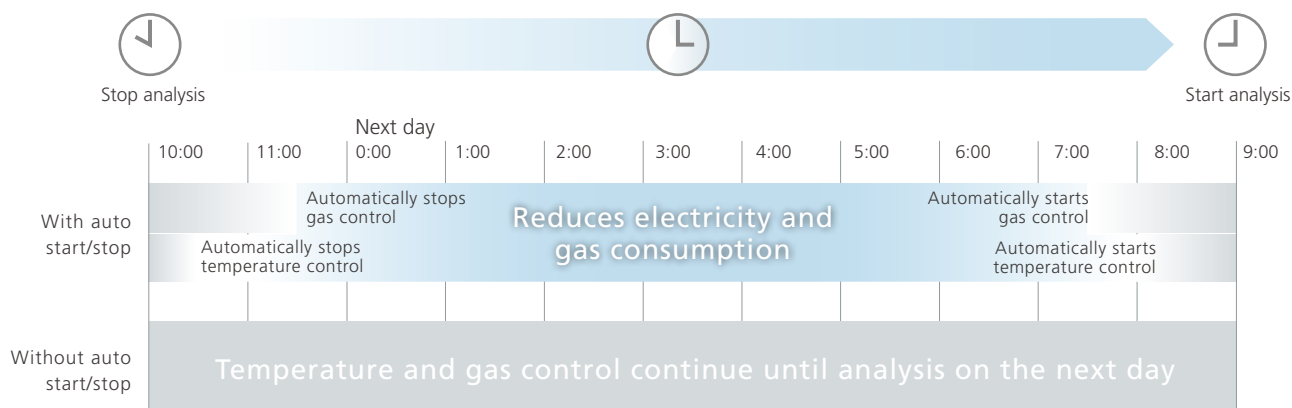 Stop analysis
Start analysis
Next day
10:00 11:00 0:00 1:00 2:00 3:00 4:00 5:00 6:00 7:00 8:00 9:00
With auto
start/stop
Automatically stops
gas control
Automatically stops
temperature control
Reduces electricity and
gas consumption
Automatically starts
gas control
Automatically starts
temperature control
Without auto
start/stop
Temperature and gas control continue until analysis on the next day